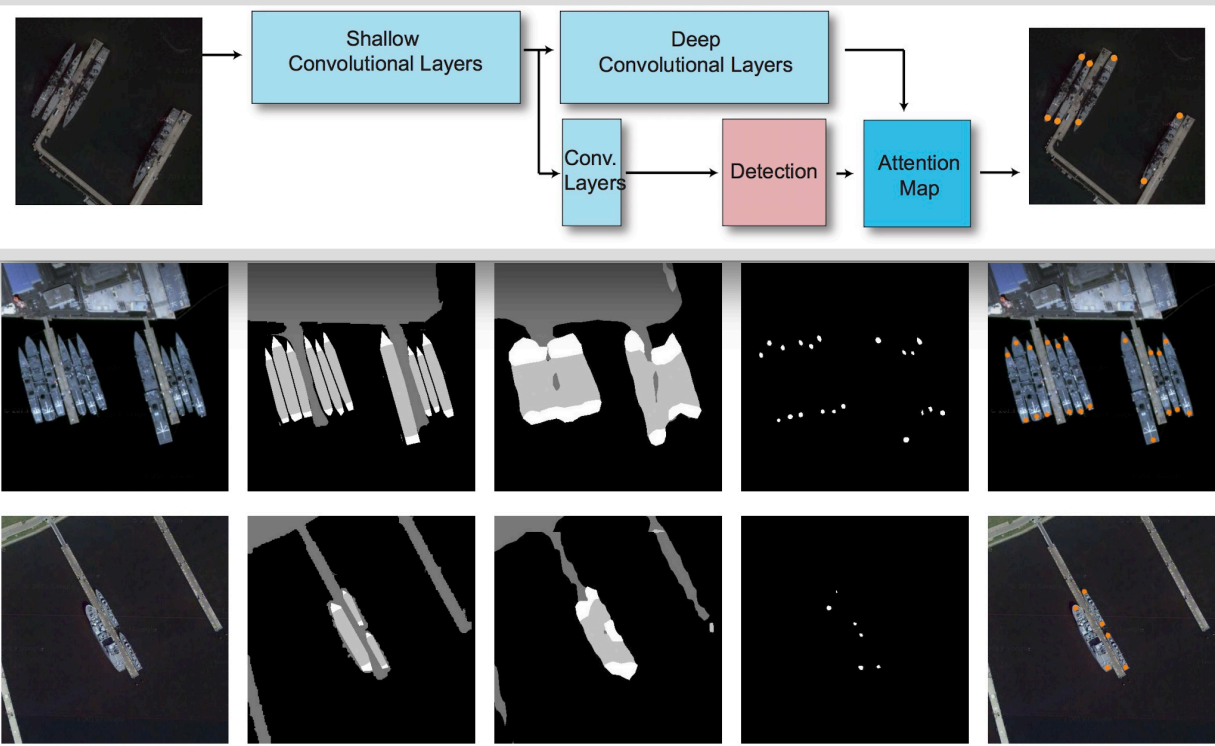 Shallow
Convolutional Layers
Deep
Convolutional Layers
Conv.
Layers
Detection
Attention
Map